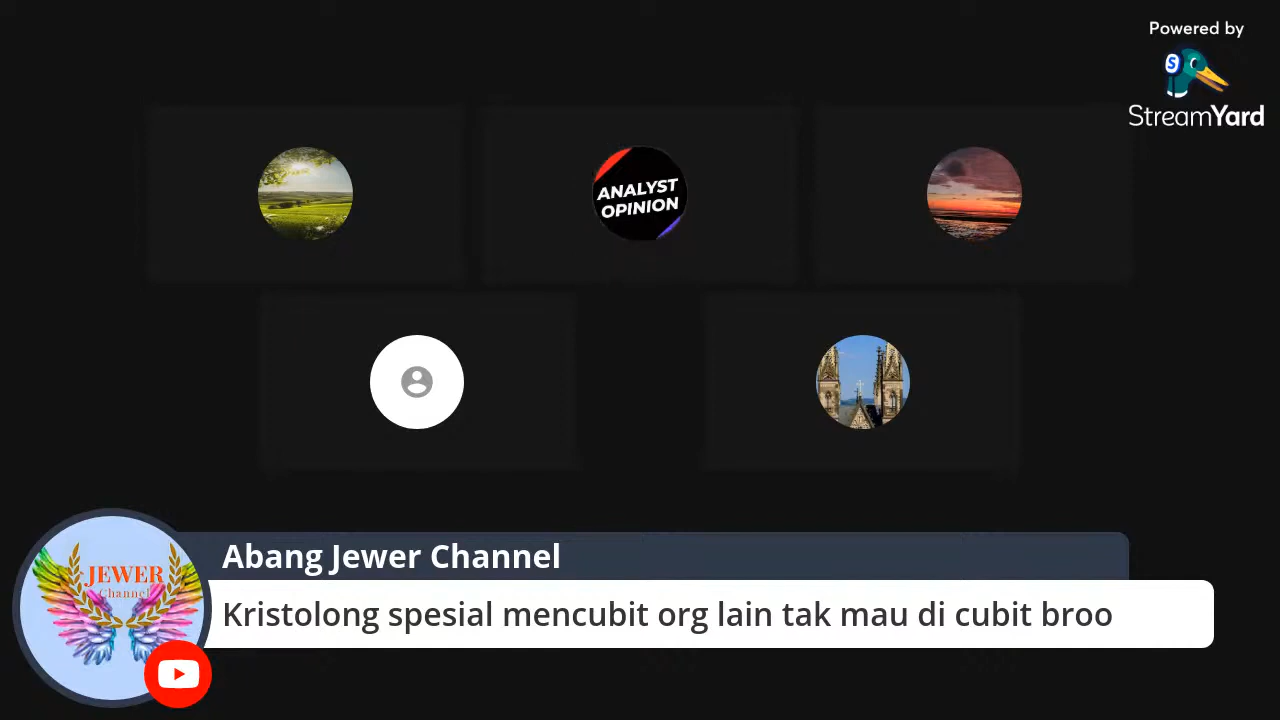 Powered by
StreamYard
ANALYST
OPINION
Abang Jewer Channel
JEWER
Channel
Kristolong spesial mencubit org lain tak mau di cubit broo